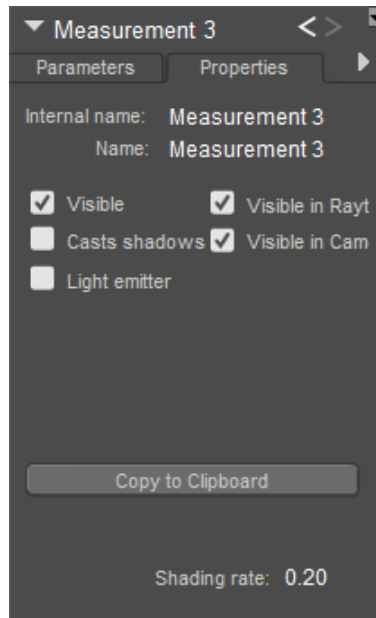 Measurement 3
Parameters Properties
Internal name: Measurement 3
Name: Measurement 3
Visible Visible in Rayt
Casts shadows Visible in Cam
Light emitter
Copy to Clipboard
Shading rate: 0.20